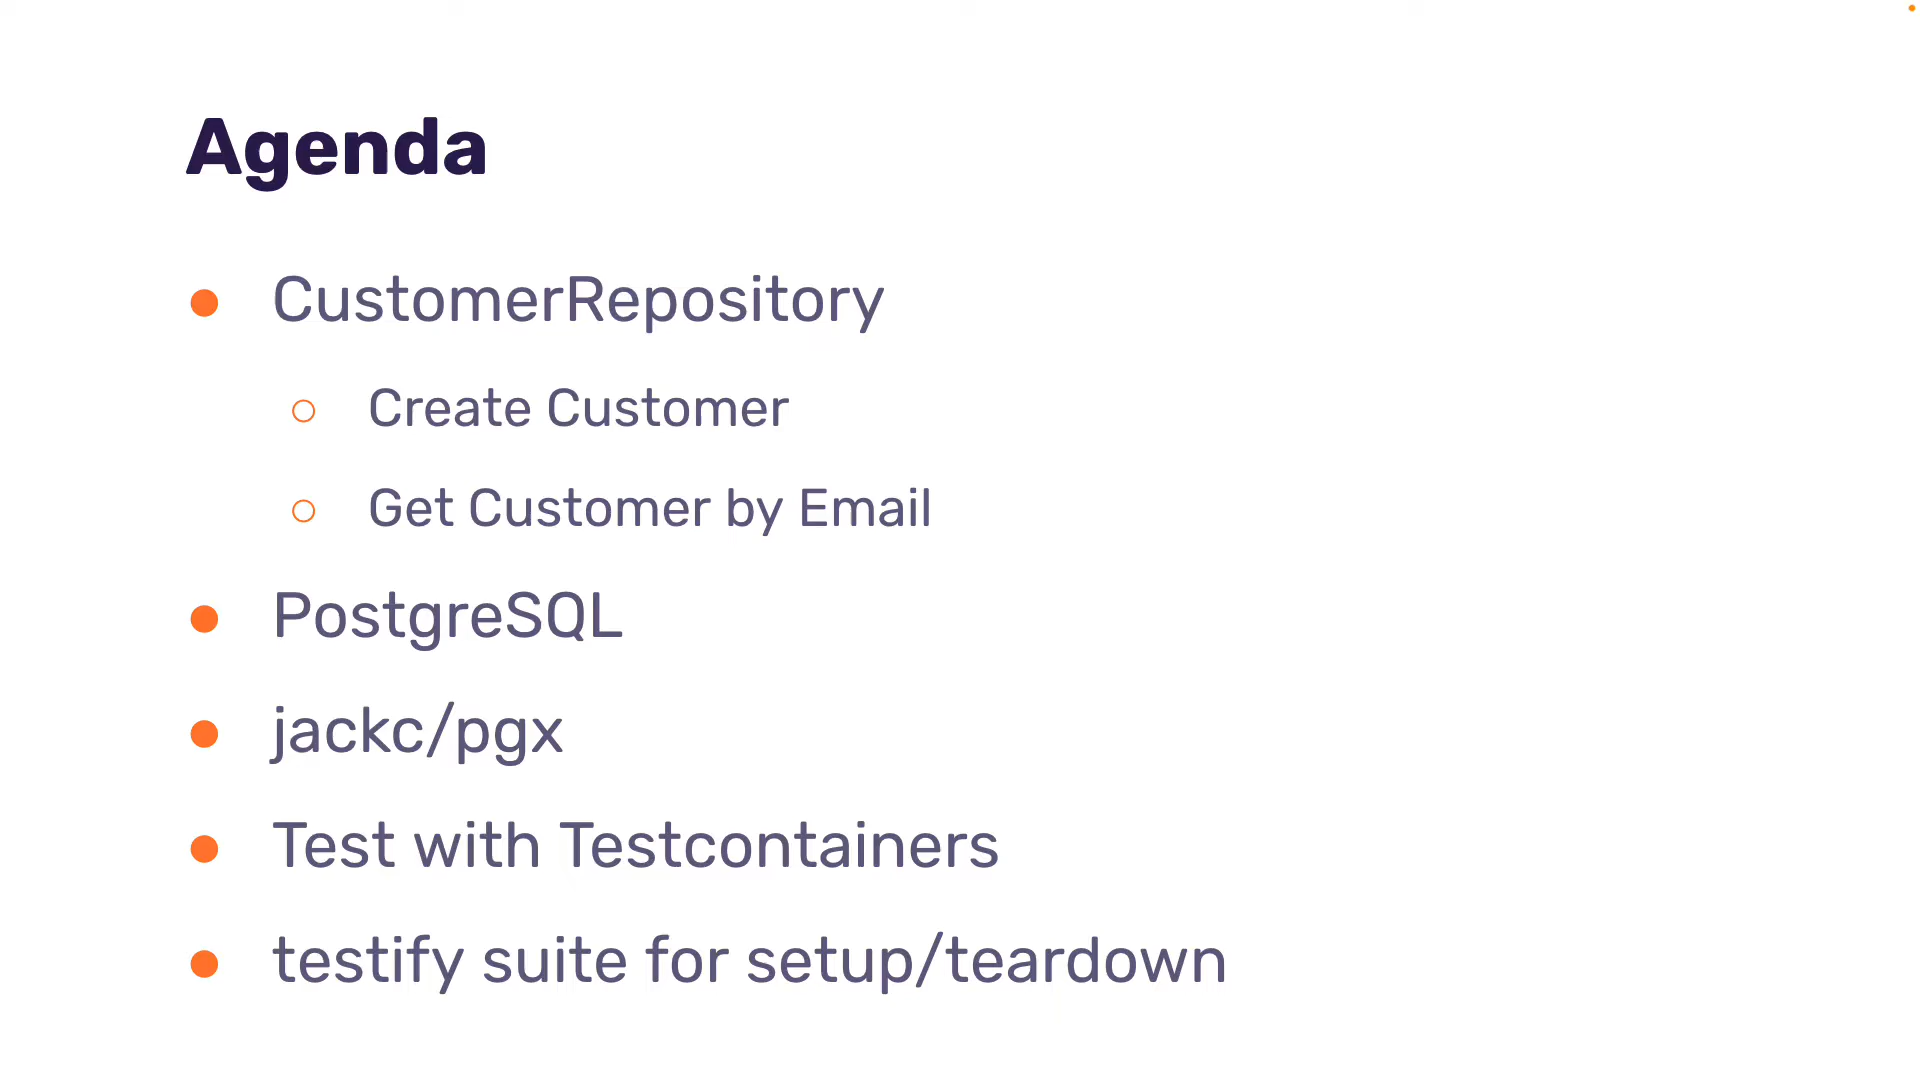 Agenda
CustomerRepository
Create Customer
Get Customer by Email
PostgreSQL
jackc/pgx
Test with Testcontainers
testify suite for setup/teardown